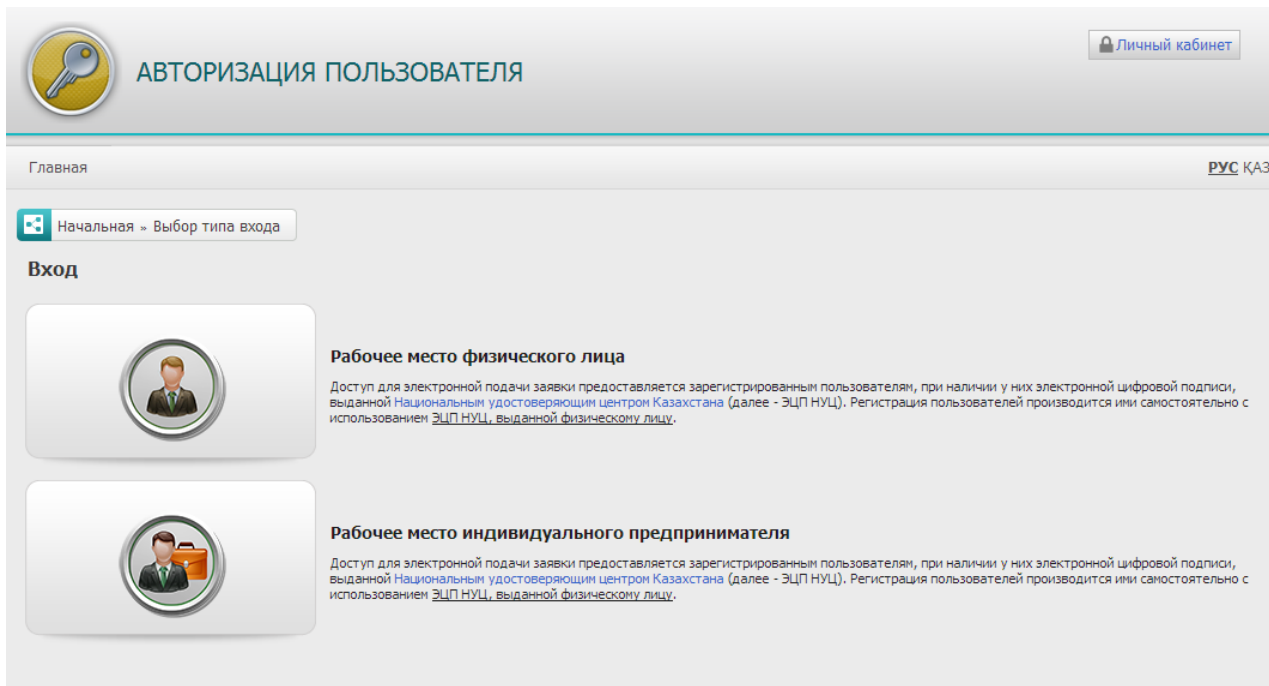 АВТОРИЗАЦИЯ ПОЛЬЗОВАТЕЛЯ
Личный кабинет
Главная
РУС ҚАЗ
Начальная » Выбор типа входа
Вход
Рабочее место физического лица
Доступ для электронной подачи заявки предоставляется зарегистрированным пользователям, при наличии у них электронной цифровой подписи,
выданной Национальным удостоверяющим центром Казахстана (далее - ЭЦП НУЦ). Регистрация пользователей производится ими самостоятельно с
использованием ЭЦП НУЦ, выданной физическому лицу.
Рабочее место индивидуального предпринимателя
Доступ для электронной подачи заявки предоставляется зарегистрированным пользователям, при наличии у них электронной цифровой подписи,
выданной Национальным удостоверяющим центром Казахстана (далее - ЭЦП НУЦ). Регистрация пользователей производится ими самостоятельно с
использованием ЭЦП НУЦ, выданной физическому лицу.